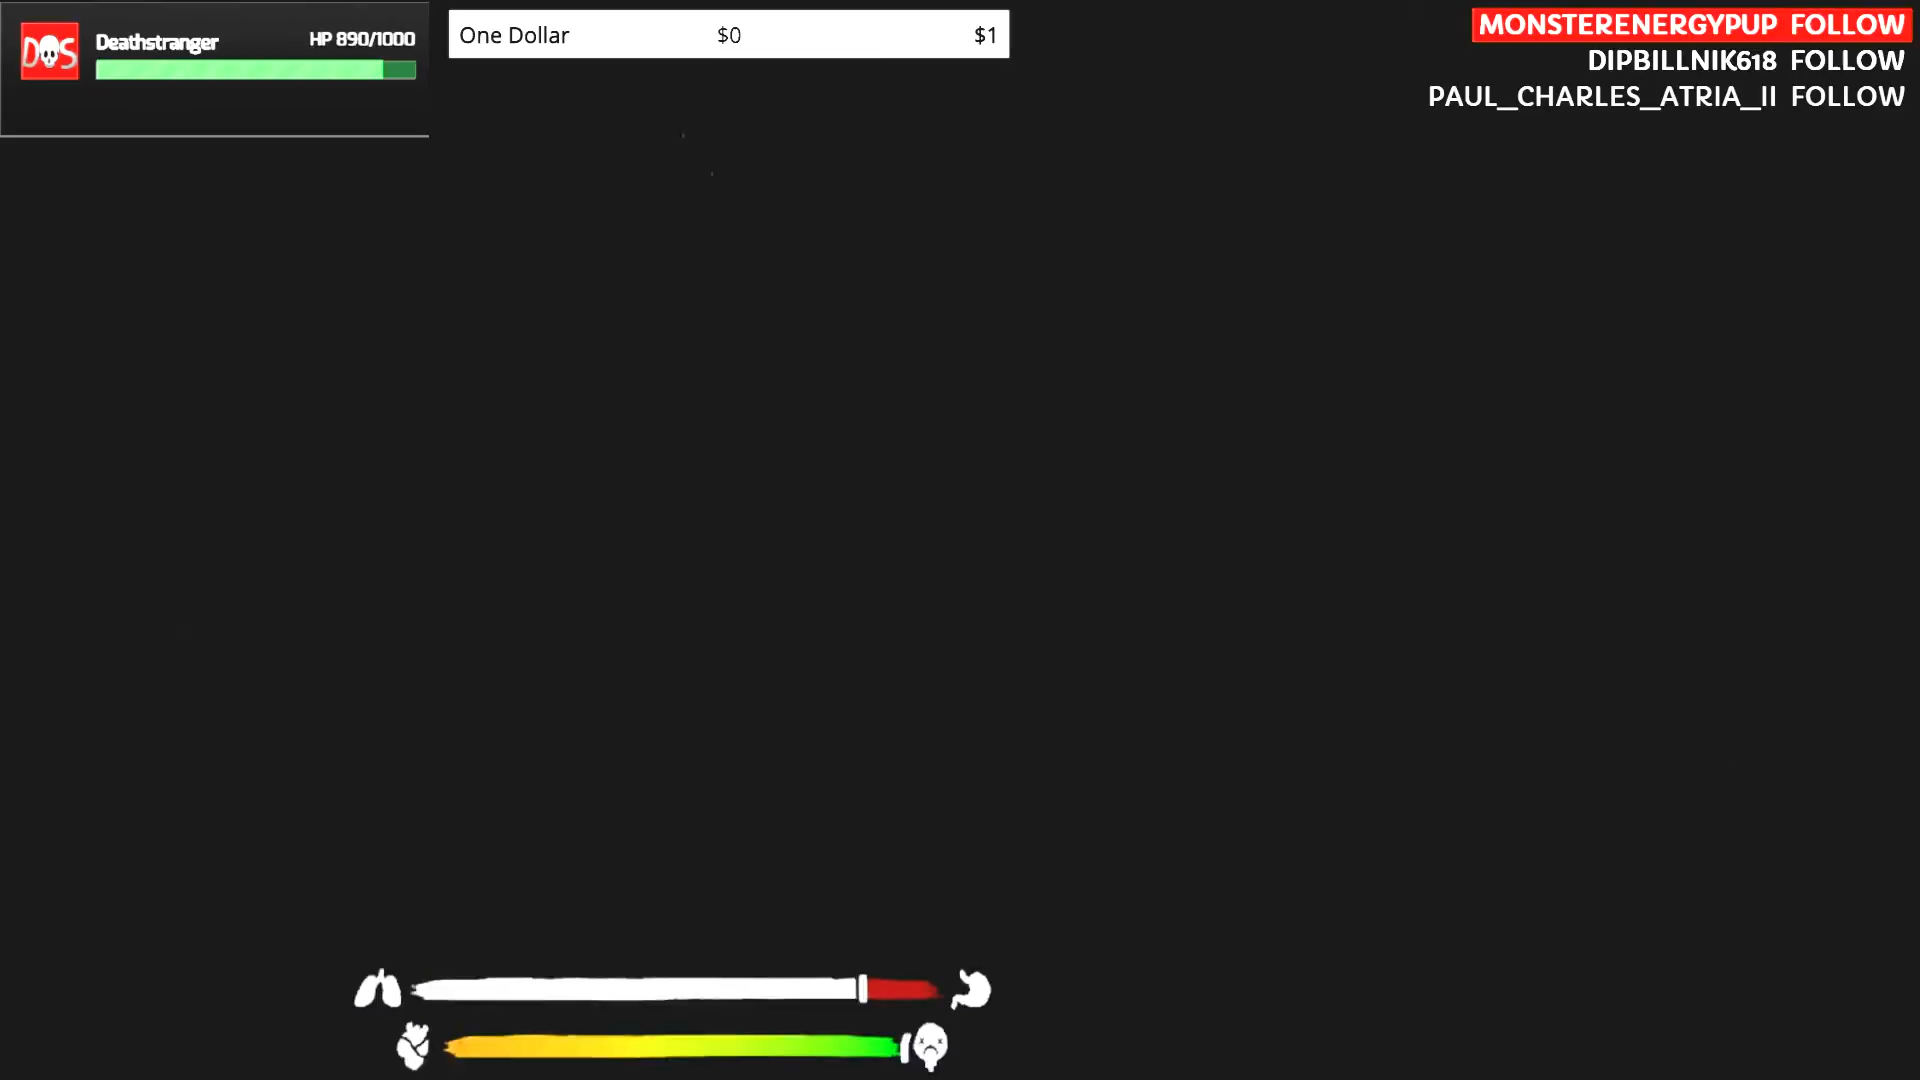 DOS
Deathstranger HP 890/1000
One Dollar $0 $1
MONSTERENERGYPUP FOLLOW
DIPBILLNIK618 FOLLOW
PAUL_CHARLES_ATRIA_II FOLLOW